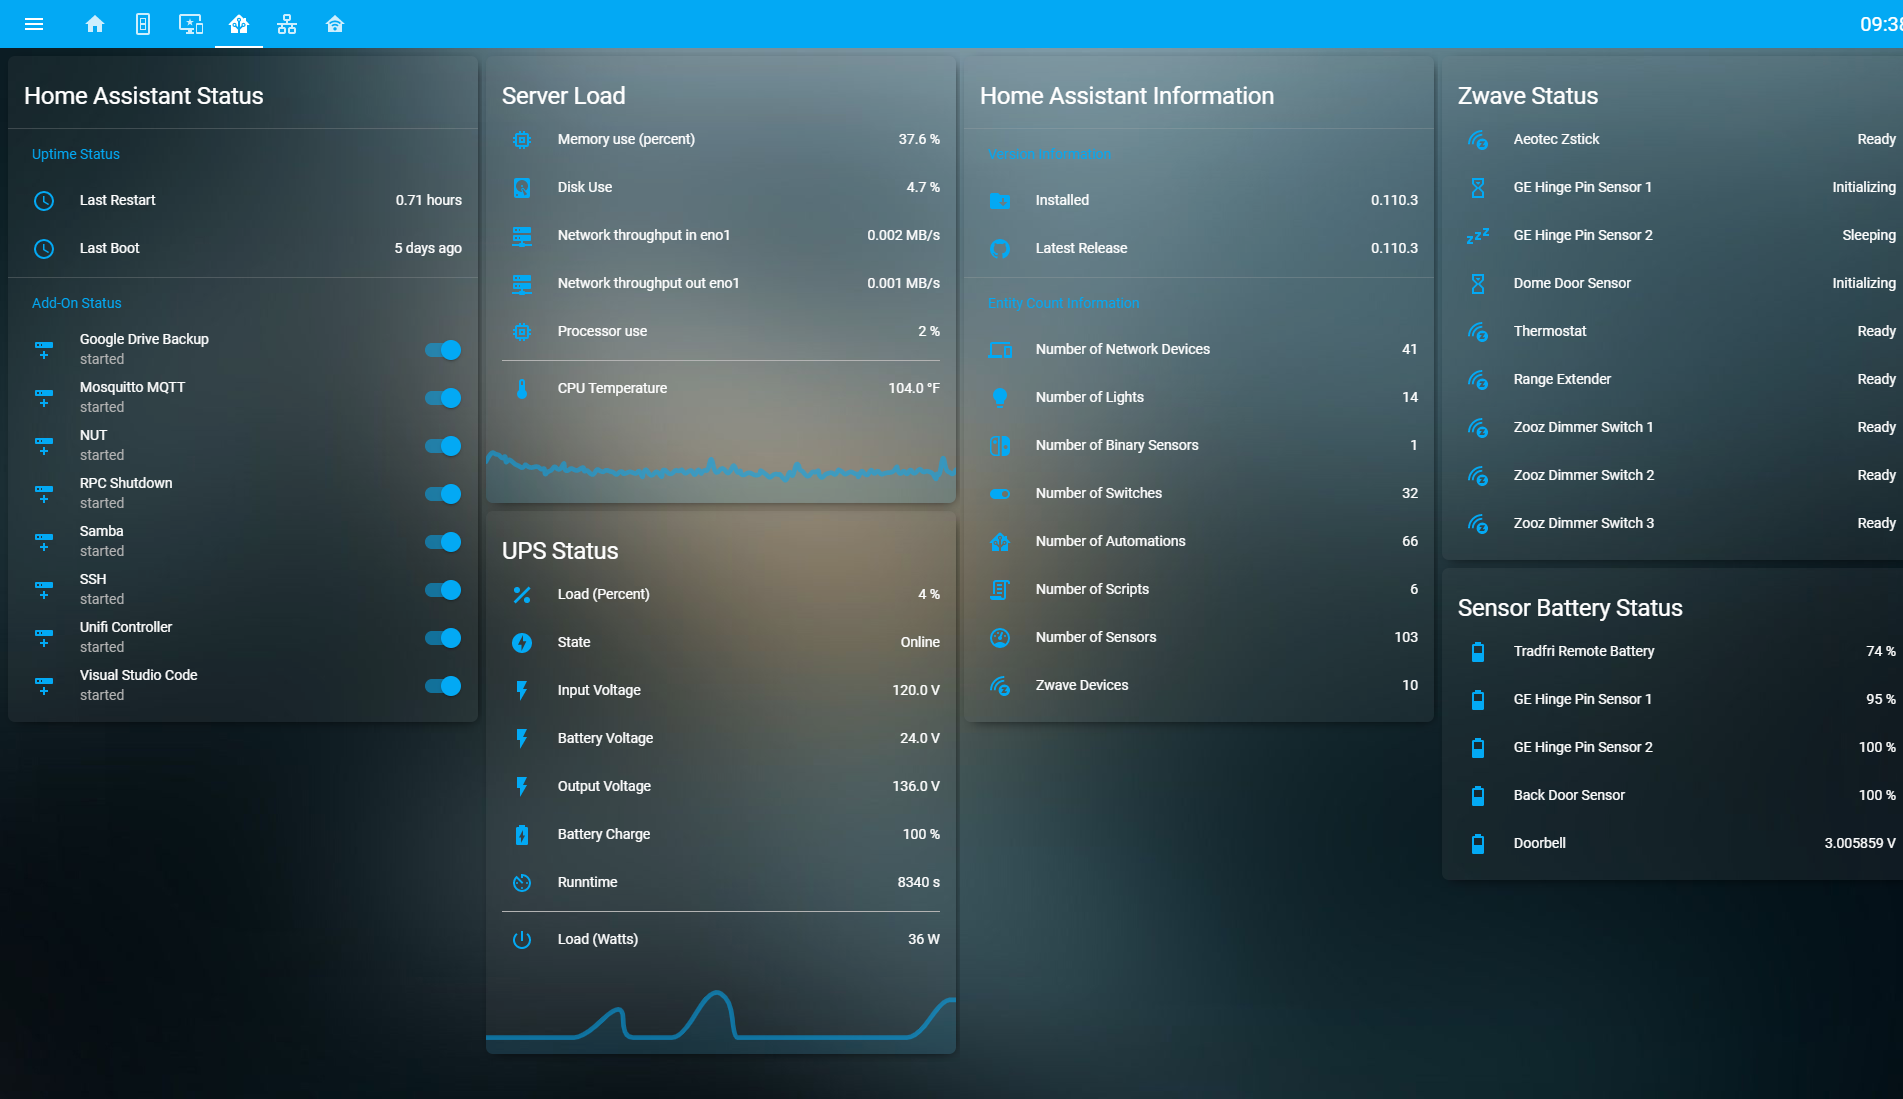 09:38
Home Assistant Status
Uptime Status
Last Restart 0.71 hours
Last Boot 5 days ago
Add-On Status
Google Drive Backup
started
Mosquitto MQTT
started
NUT
started
RPC Shutdown
started
Samba
started
SSH
started
Unifi Controller
started
Visual Studio Code
started
Server Load
Memory use (percent) 37.6 %
Disk Use 4.7 %
Network throughput in eno1 0.002 MB/s
Network throughput out eno1 0.001 MB/s
Processor use 2 %
CPU Temperature 104.0 °F
UPS Status
Load (Percent) 4 %
State Online
Input Voltage 120.0 V
Battery Voltage 24.0 V
Output Voltage 136.0 V
Battery Charge 100 %
Runntime 8340 s
Load (Watts) 36 W
Home Assistant Information
Version Information
Installed 0.110.3
Latest Release 0.110.3
Entity Count Information
Number of Network Devices 41
Number of Lights 14
Number of Binary Sensors 1
Number of Switches 32
Number of Automations 66
Number of Scripts 6
Number of Sensors 103
Zwave Devices 10
Zwave Status
Aeotec Zstick Ready
GE Hinge Pin Sensor 1 Initializing
GE Hinge Pin Sensor 2 Sleeping
Dome Door Sensor Initializing
Thermostat Ready
Range Extender Ready
Zooz Dimmer Switch 1 Ready
Zooz Dimmer Switch 2 Ready
Zooz Dimmer Switch 3 Ready
Sensor Battery Status
Tradfri Remote Battery 74 %
GE Hinge Pin Sensor 1 95 %
GE Hinge Pin Sensor 2 100 %
Back Door Sensor 100 %
Doorbell 3.005859 V